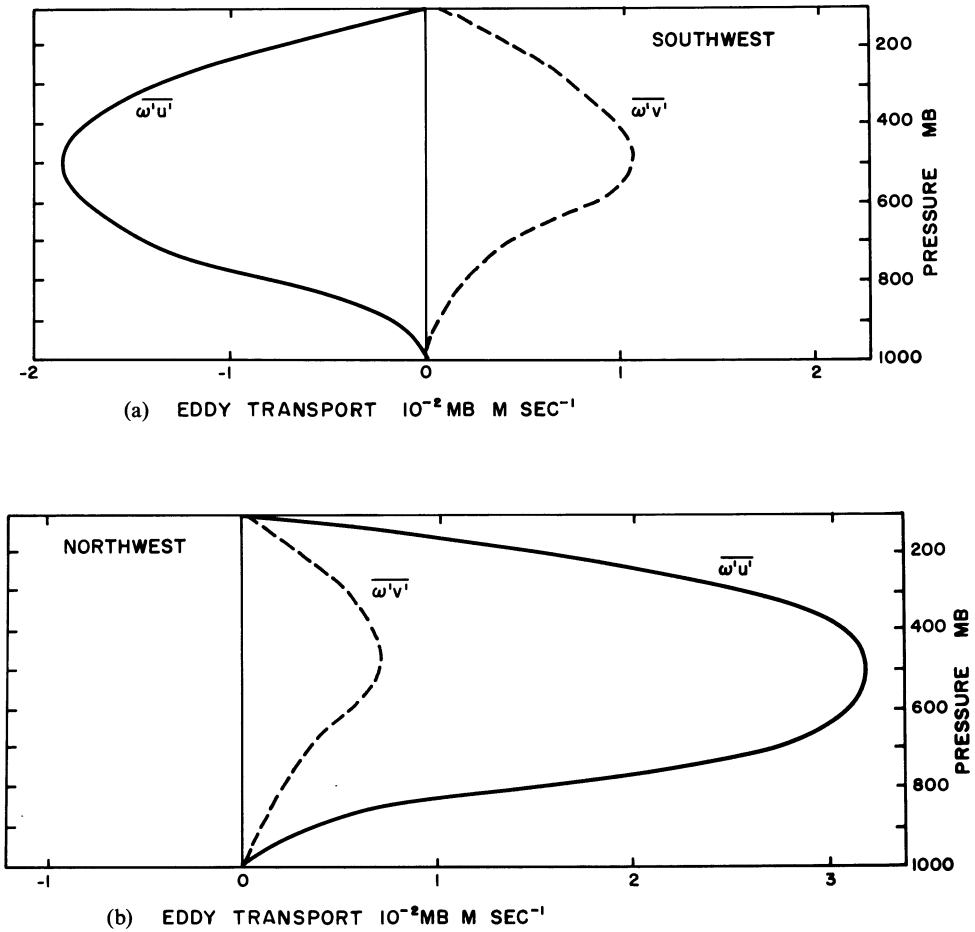 SOUTHWEST
200
ω'u'
ω'v'
400
600
800
1000
PRESSURE MB
-2 -1 0 1 2
(a) EDDY TRANSPORT 10⁻² MB M SEC⁻¹
NORTHWEST
200
ω'u'
ω'v'
400
600
800
1000
PRESSURE MB
-1 0 1 2 3
(b) EDDY TRANSPORT 10⁻² MB M SEC⁻¹